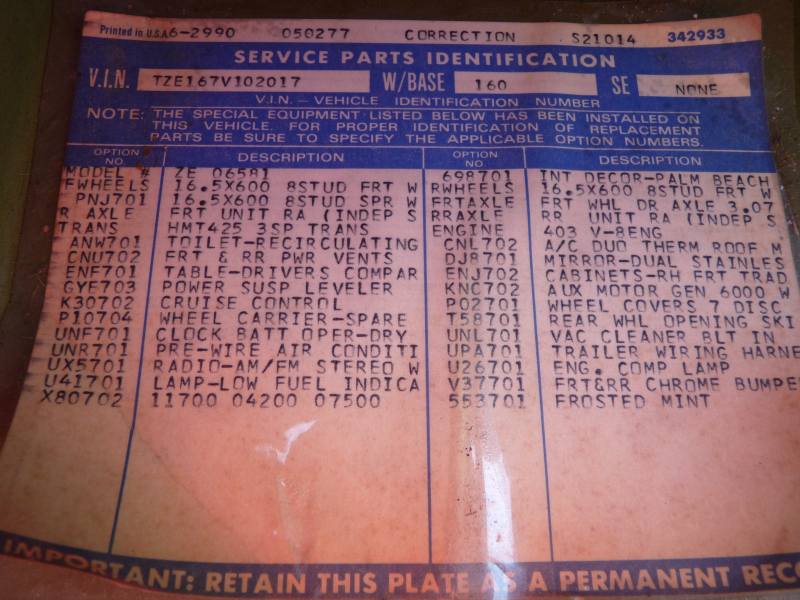 Printed in U.S.A. 6-2990 050277 CORRECTION S21014 342933
SERVICE PARTS IDENTIFICATION
V.I.N. TZE167V102017 W/BASE 160 SE NONE
V.I.N. – VEHICLE IDENTIFICATION NUMBER
NOTE: THE SPECIAL EQUIPMENT LISTED BELOW HAS BEEN INSTALLED ON
THIS VEHICLE. FOR PROPER IDENTIFICATION OF REPLACEMENT
PARTS BE SURE TO SPECIFY THE APPLICABLE OPTION NUMBERS.
OPTION NO. DESCRIPTION OPTION NO. DESCRIPTION
MODEL # ZE 06581 698701 INT DECOR-PALM BEACH
FWHEELS 16.5X600 8STUD FRT W RWHEELS 16.5X600 8STUD FRT W
PNJ701 16.5X600 8STUD SPR W FRTAXLE FRT WHL DR AXLE 3.07
R AXLE FRT UNIT RA (INDEP S RRAXLE RR UNIT RA (INDEP S
TRANS HMT425 3SP TRANS ENGINE 403 V-8ENG
ANW701 TOILET-RECIRCULATING CNL702 A/C DUO THERM ROOF M
CNU702 FRT & RR PWR VENTS DJ8701 MIRROR-DUAL STAINLES
ENF701 TABLE-DRIVERS COMPAR ENJ702 CABINETS-RH FRT TRAD
GYE703 POWER SUSP LEVELER KNC702 AUX MOTOR GEN 6000 W
K30702 CRUISE CONTROL P02701 WHEEL COVERS 7 DISC
P10704 WHEEL CARRIER-SPARE T58701 REAR WHL OPENING SKI
UNF701 CLOCK BATT OPER-DRY UNL701 VAC CLEANER BLT IN
UNR701 PRE-WIRE AIR CONDITI UPA701 TRAILER WIRING HARNE
UX5701 RADIO-AM/FM STEREO W U26701 ENG. COMP LAMP
U41701 LAMP-LOW FUEL INDICA V37701 FRT&RR CHROME BUMPE
X80702 11700 04200 07500 553701 FROSTED MINT
IMPORTANT: RETAIN THIS PLATE AS A PERMANENT RECO